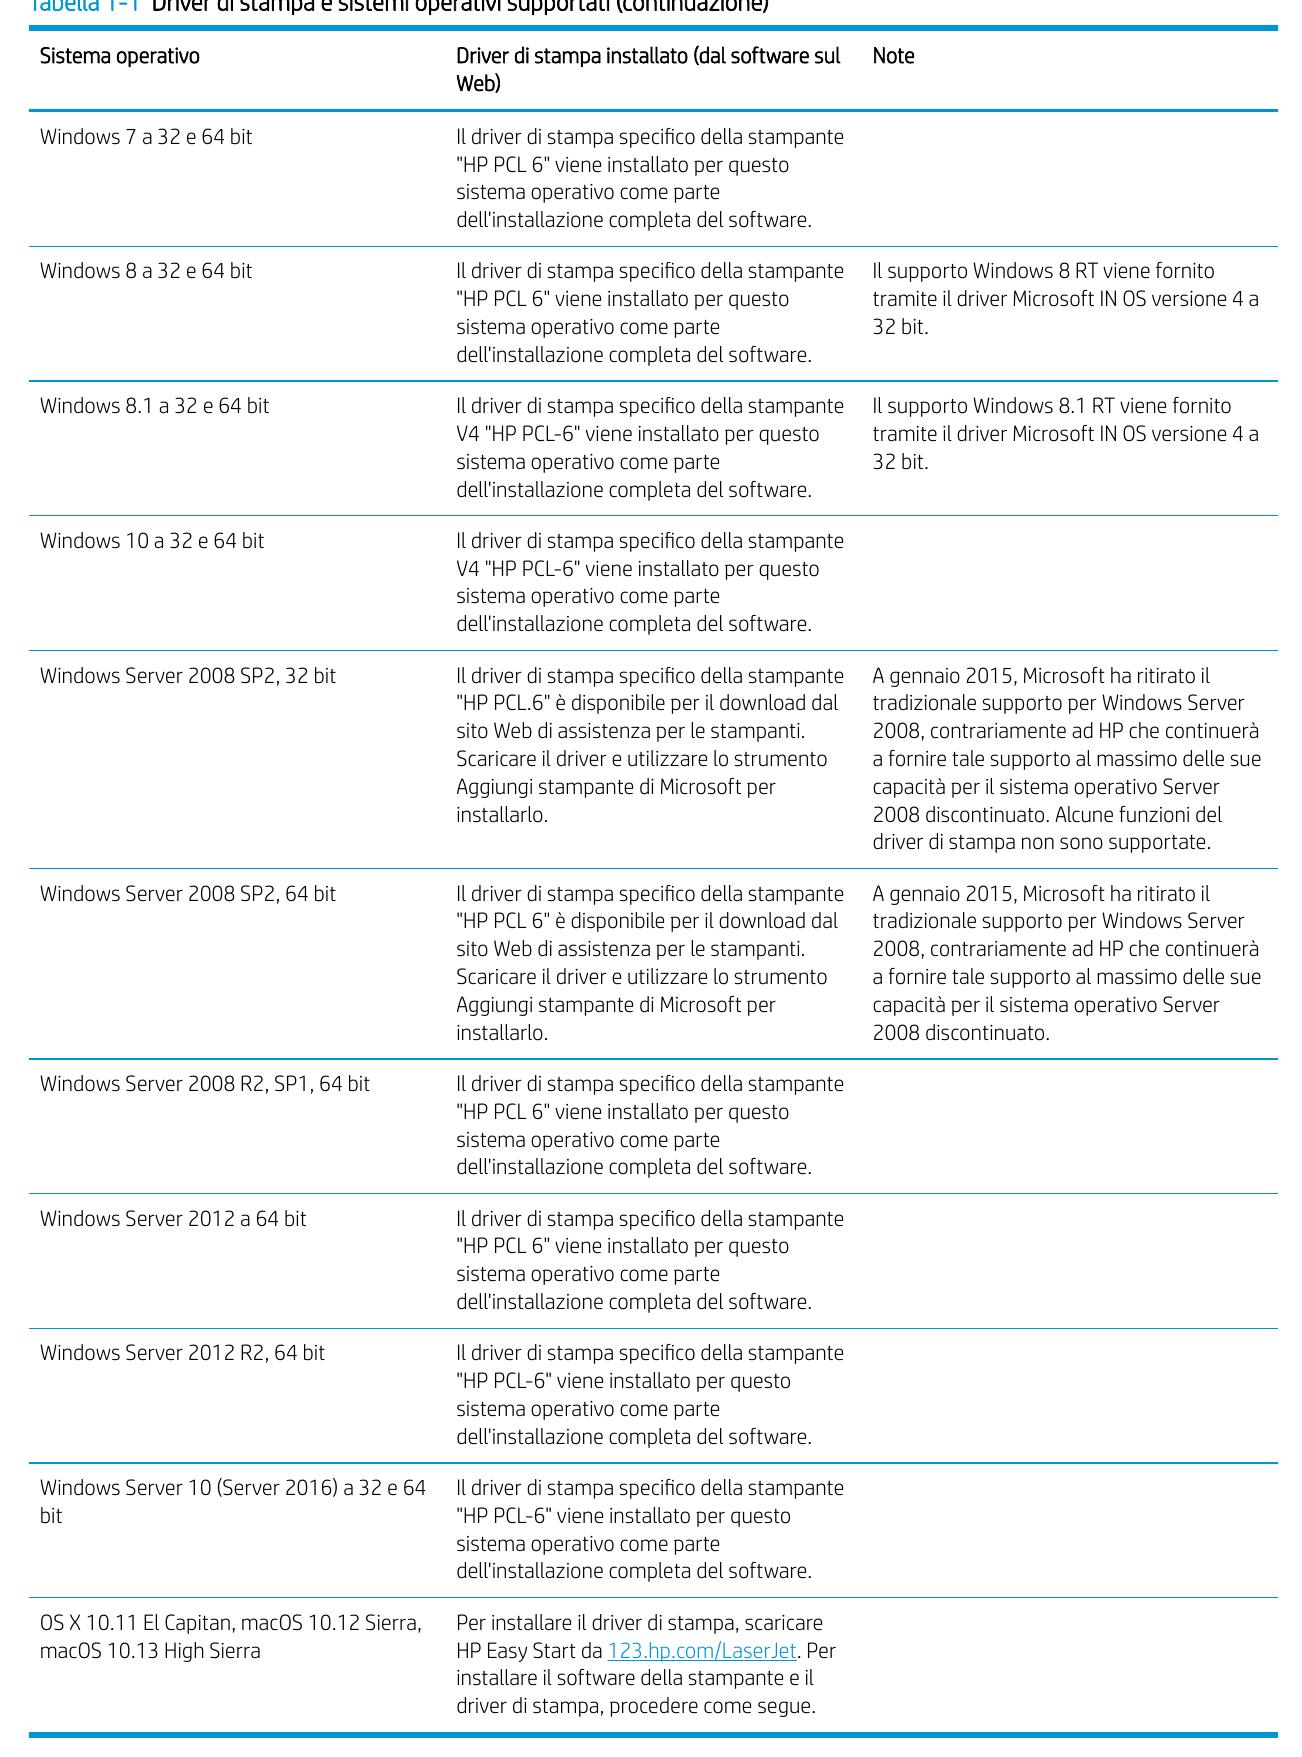 Tabella 1-1 Driver di stampa e sistemi operativi supportati (continuazione)
Sistema operativo
Driver di stampa installato (dal software sul
Web)
Note
Windows 7 a 32 e 64 bit
Il driver di stampa specifico della stampante
"HP PCL 6" viene installato per questo
sistema operativo come parte
dell'installazione completa del software.
Windows 8 a 32 e 64 bit
Il driver di stampa specifico della stampante
"HP PCL 6" viene installato per questo
sistema operativo come parte
dell'installazione completa del software.
Il supporto Windows 8 RT viene fornito
tramite il driver Microsoft IN OS versione 4 a
32 bit.
Windows 8.1 a 32 e 64 bit
Il driver di stampa specifico della stampante
V4 "HP PCL-6" viene installato per questo
sistema operativo come parte
dell'installazione completa del software.
Il supporto Windows 8.1 RT viene fornito
tramite il driver Microsoft IN OS versione 4 a
32 bit.
Windows 10 a 32 e 64 bit
Il driver di stampa specifico della stampante
V4 "HP PCL-6" viene installato per questo
sistema operativo come parte
dell'installazione completa del software.
Windows Server 2008 SP2, 32 bit
Il driver di stampa specifico della stampante
"HP PCL.6" è disponibile per il download dal
sito Web di assistenza per le stampanti.
Scaricare il driver e utilizzare lo strumento
Aggiungi stampante di Microsoft per
installarlo.
A gennaio 2015, Microsoft ha ritirato il
tradizionale supporto per Windows Server
2008, contrariamente ad HP che continuerà
a fornire tale supporto al massimo delle sue
capacità per il sistema operativo Server
2008 discontinuato. Alcune funzioni del
driver di stampa non sono supportate.
Windows Server 2008 SP2, 64 bit
Il driver di stampa specifico della stampante
"HP PCL 6" è disponibile per il download dal
sito Web di assistenza per le stampanti.
Scaricare il driver e utilizzare lo strumento
Aggiungi stampante di Microsoft per
installarlo.
A gennaio 2015, Microsoft ha ritirato il
tradizionale supporto per Windows Server
2008, contrariamente ad HP che continuerà
a fornire tale supporto al massimo delle sue
capacità per il sistema operativo Server
2008 discontinuato.
Windows Server 2008 R2, SP1, 64 bit
Il driver di stampa specifico della stampante
"HP PCL 6" viene installato per questo
sistema operativo come parte
dell'installazione completa del software.
Windows Server 2012 a 64 bit
Il driver di stampa specifico della stampante
"HP PCL 6" viene installato per questo
sistema operativo come parte
dell'installazione completa del software.
Windows Server 2012 R2, 64 bit
Il driver di stampa specifico della stampante
"HP PCL-6" viene installato per questo
sistema operativo come parte
dell'installazione completa del software.
Windows Server 10 (Server 2016) a 32 e 64
bit
Il driver di stampa specifico della stampante
"HP PCL-6" viene installato per questo
sistema operativo come parte
dell'installazione completa del software.
OS X 10.11 El Capitan, macOS 10.12 Sierra,
macOS 10.13 High Sierra
Per installare il driver di stampa, scaricare
HP Easy Start da 123.hp.com/LaserJet. Per
installare il software della stampante e il
driver di stampa, procedere come segue.